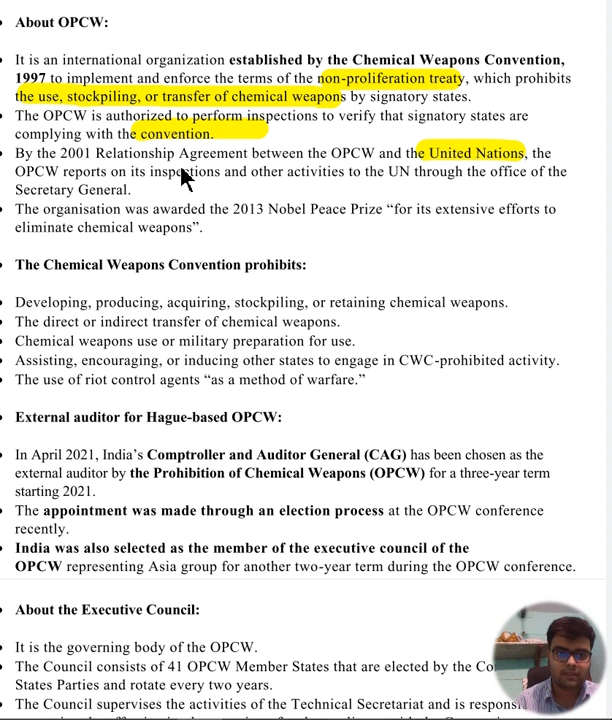 About OPCW:
It is an international organization established by the Chemical Weapons Convention,
1997 to implement and enforce the terms of the non-proliferation treaty, which prohibits
the use, stockpiling, or transfer of chemical weapons by signatory states.
The OPCW is authorized to perform inspections to verify that signatory states are
complying with the convention.
By the 2001 Relationship Agreement between the OPCW and the United Nations, the
OPCW reports on its inspections and other activities to the UN through the office of the
Secretary General.
The organisation was awarded the 2013 Nobel Peace Prize “for its extensive efforts to
eliminate chemical weapons”.
The Chemical Weapons Convention prohibits:
Developing, producing, acquiring, stockpiling, or retaining chemical weapons.
The direct or indirect transfer of chemical weapons.
Chemical weapons use or military preparation for use.
Assisting, encouraging, or inducing other states to engage in CWC-prohibited activity.
The use of riot control agents “as a method of warfare.”
External auditor for Hague-based OPCW:
In April 2021, India’s Comptroller and Auditor General (CAG) has been chosen as the
external auditor by the Prohibition of Chemical Weapons (OPCW) for a three-year term
starting 2021.
The appointment was made through an election process at the OPCW conference
recently.
India was also selected as the member of the executive council of the
OPCW representing Asia group for another two-year term during the OPCW conference.
About the Executive Council:
It is the governing body of the OPCW.
The Council consists of 41 OPCW Member States that are elected by the
States Parties and rotate every two years.
The Council supervises the activities of the Technical Secretariat and is